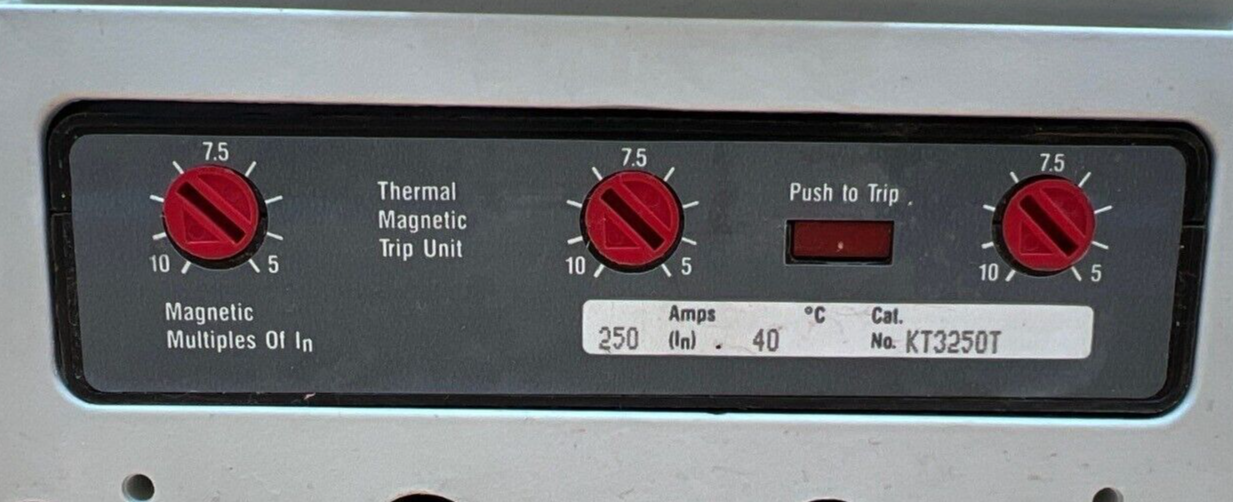 7.5
10
5
Magnetic
Multiples Of In
Thermal
Magnetic
Trip Unit
7.5
10
5
Push to Trip
7.5
10
5
Amps °C Cat.
250 (In) . 40 No. KT3250T